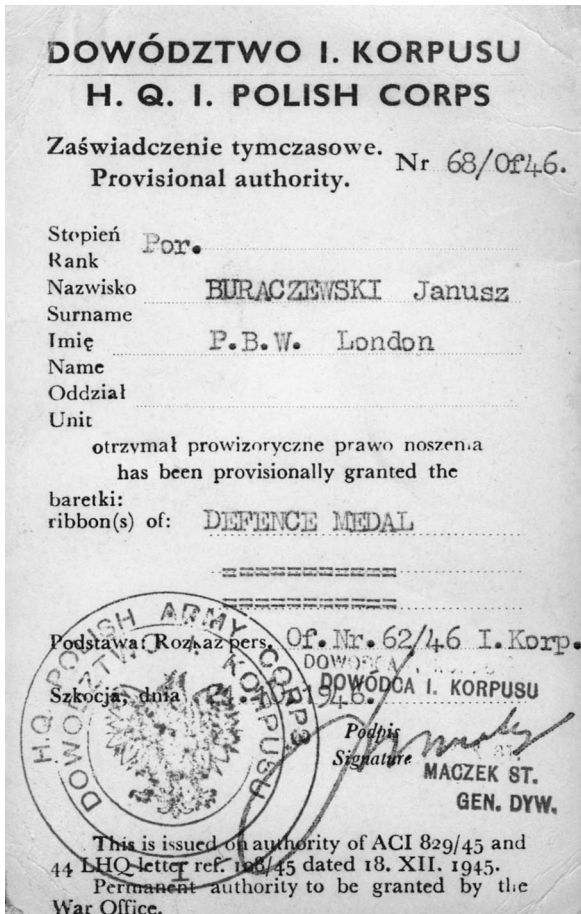 DOWÓDZTWO I. KORPUSU
H. Q. I. POLISH CORPS
Zaświadczenie tymczasowe.
Provisional authority.
Nr 68/Of46.
Stopień Por.
Rank
Nazwisko BURACZEWSKI Janusz
Surname
Imię P.B.W. London
Name
Oddział
Unit
otrzymał prowizoryczne prawo noszenia
has been provisionally granted the
baretki:
ribbon(s) of: DEFENCE MEDAL
===========
===========
Podstawa: Rozkaz pers. Of.Nr.62/46 I.Korp.
DOWÓDCA I. KORPUSU
Szkocja, dnia 1946.
Podpis
Signature
MACZEK ST.
GEN. DYW.
H.Q. POLISH ARMY CORPS
DOWÓDZTWO KORPUSU
I
This is issued on authority of ACI 829/45 and
44 LHQ letter ref. 108/45 dated 18. XII. 1945.
Permanent authority to be granted by the
War Office.